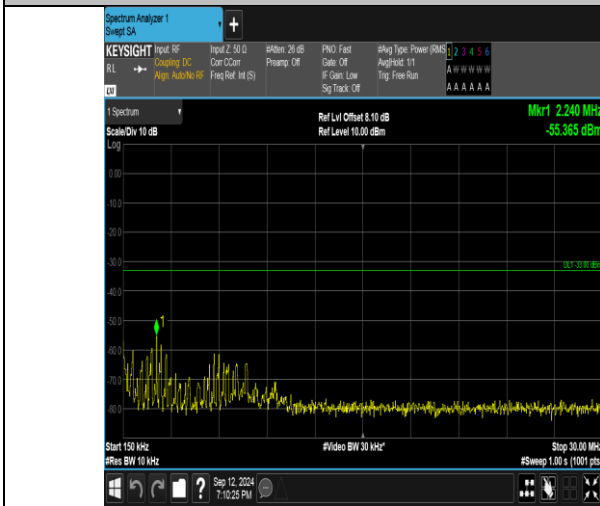 Spectrum Analyzer 1
Swept SA
+
KEYSIGHT
RL
Input: RF
Coupling: DC
Align: Auto/No RF
Input Z: 50 Ω
Corr CCorr
Freq Ref: Int (S)
#Atten: 26 dB
Preamp: Off
PNO: Fast
Gate: Off
IF Gain: Low
Sig Track: Off
#Avg Type: Power (RMS
Avg|Hold: 1/1
Trig: Free Run
1 2 3 4 5 6
A W W W W W
A A A A A A
1 Spectrum
Scale/Div 10 dB
Ref Lvl Offset 8.10 dB
Ref Level 10.00 dBm
Mkr1 2.240 MHz
-55.365 dBm
Log
0.00
-10.0
-20.0
-30.0
DL1 -33.00 dBm
-40.0
-50.0
1
-60.0
-70.0
-80.0
Start 150 kHz
#Res BW 10 kHz
#Video BW 30 kHz*
Stop 30.00 MHz
#Sweep 1.00 s (1001 pts
?
Sep 12, 2024
7:10:25 PM